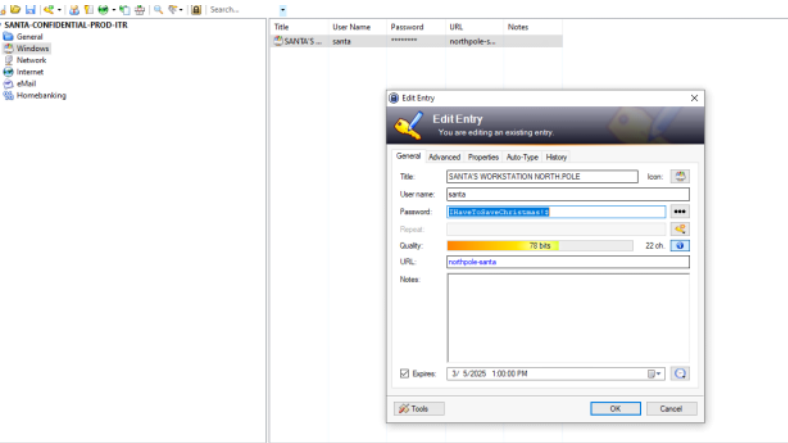 Search...
SANTA-CONFIDENTIAL-PROD-ITR
General
Windows
Network
Internet
eMail
Homebanking
Title User Name Password URL Notes
SANTA'S ... santa ******** northpole-s...
Edit Entry
Edit Entry
You are editing an existing entry.
General Advanced Properties Auto-Type History
Title: SANTA'S WORKSTATION NORTH.POLE Icon:
User name: santa
Password:
Repeat:
Quality: 78 bits 22 ch.
URL: northpole-santa
Notes:
Expires: 3/ 5/2025 1:00:00 PM
Tools OK Cancel